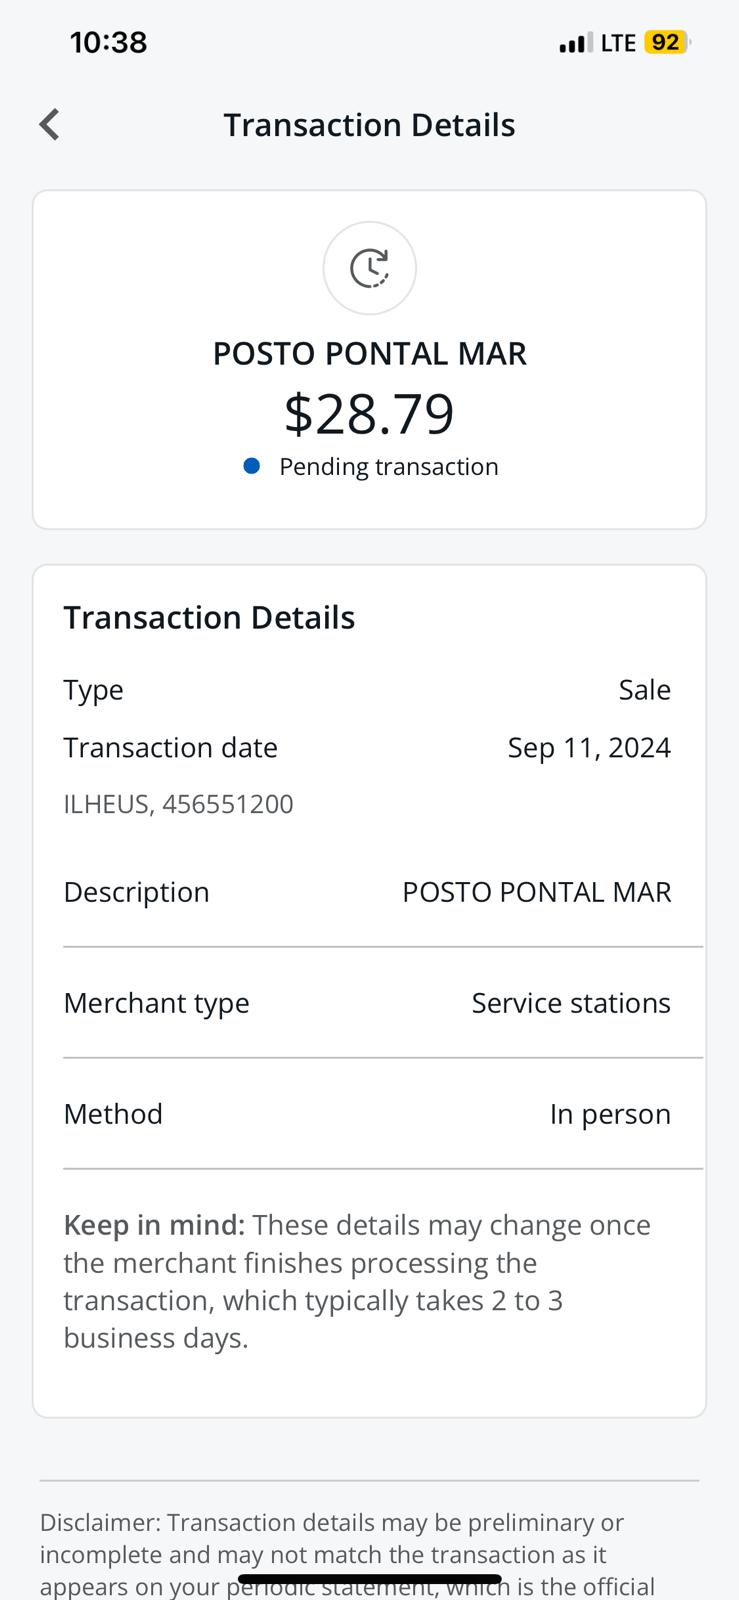 10:38
LTE 92
Transaction Details
POSTO PONTAL MAR
$28.79
Pending transaction
Transaction Details
Type Sale
Transaction date Sep 11, 2024
ILHEUS, 456551200
Description POSTO PONTAL MAR
Merchant type Service stations
Method In person
Keep in mind: These details may change once
the merchant finishes processing the
transaction, which typically takes 2 to 3
business days.
Disclaimer: Transaction details may be preliminary or
incomplete and may not match the transaction as it
appears on your periodic statement, which is the official